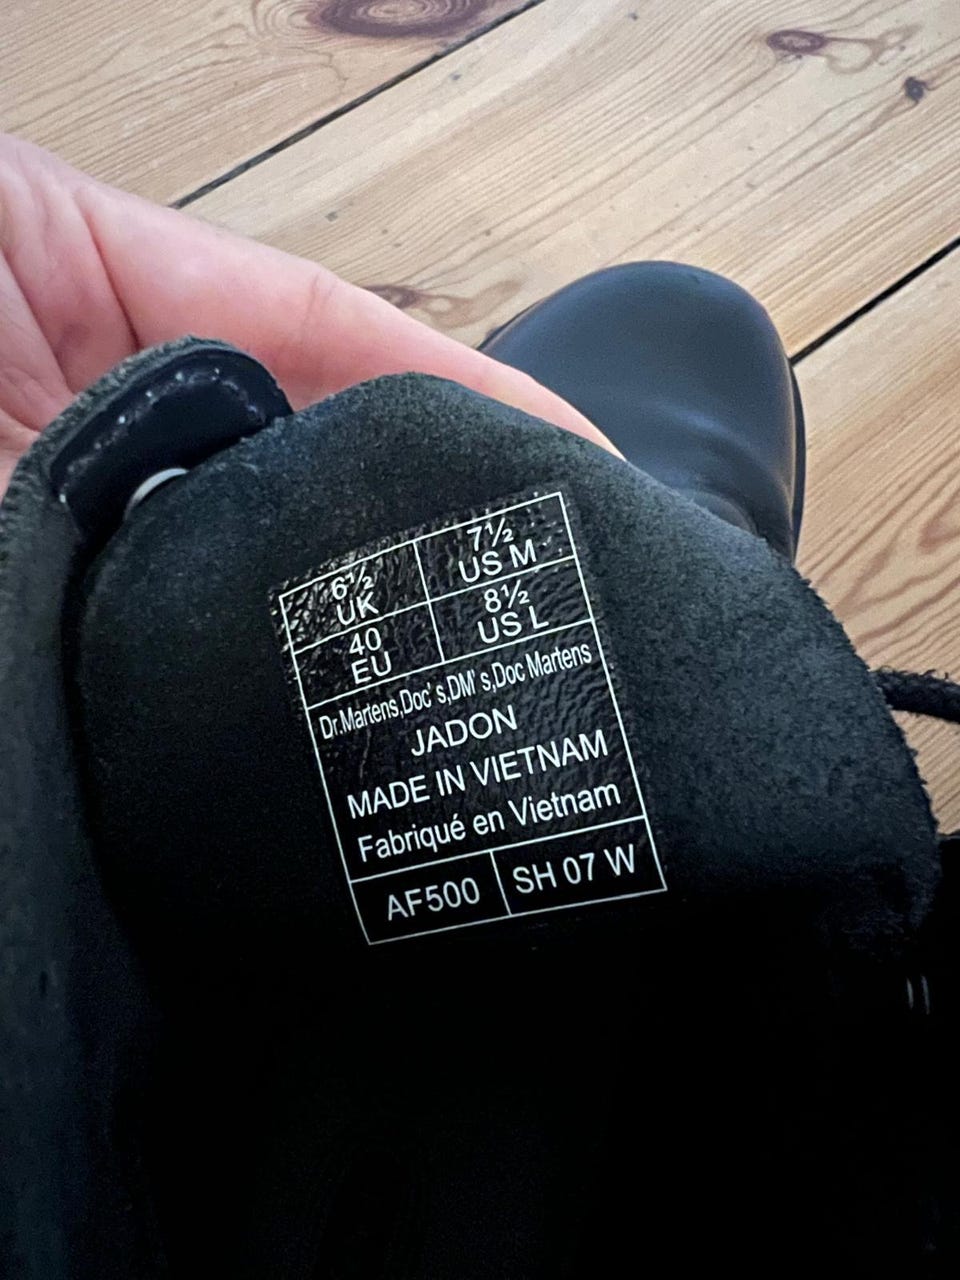 6½
UK
7½
US M
40
EU
8½
US L
Dr.Martens,Doc's,DM's,Doc Martens
JADON
MADE IN VIETNAM
Fabriqué en Vietnam
AF500
SH 07 W